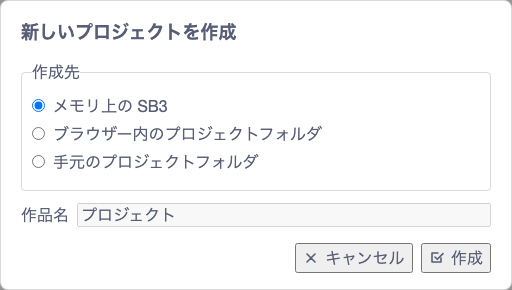 新しいプロジェクトを作成
作成先
メモリ上の SB3
ブラウザー内のプロジェクトフォルダ
手元のプロジェクトフォルダ
作品名 プロジェクト
キャンセル 作成